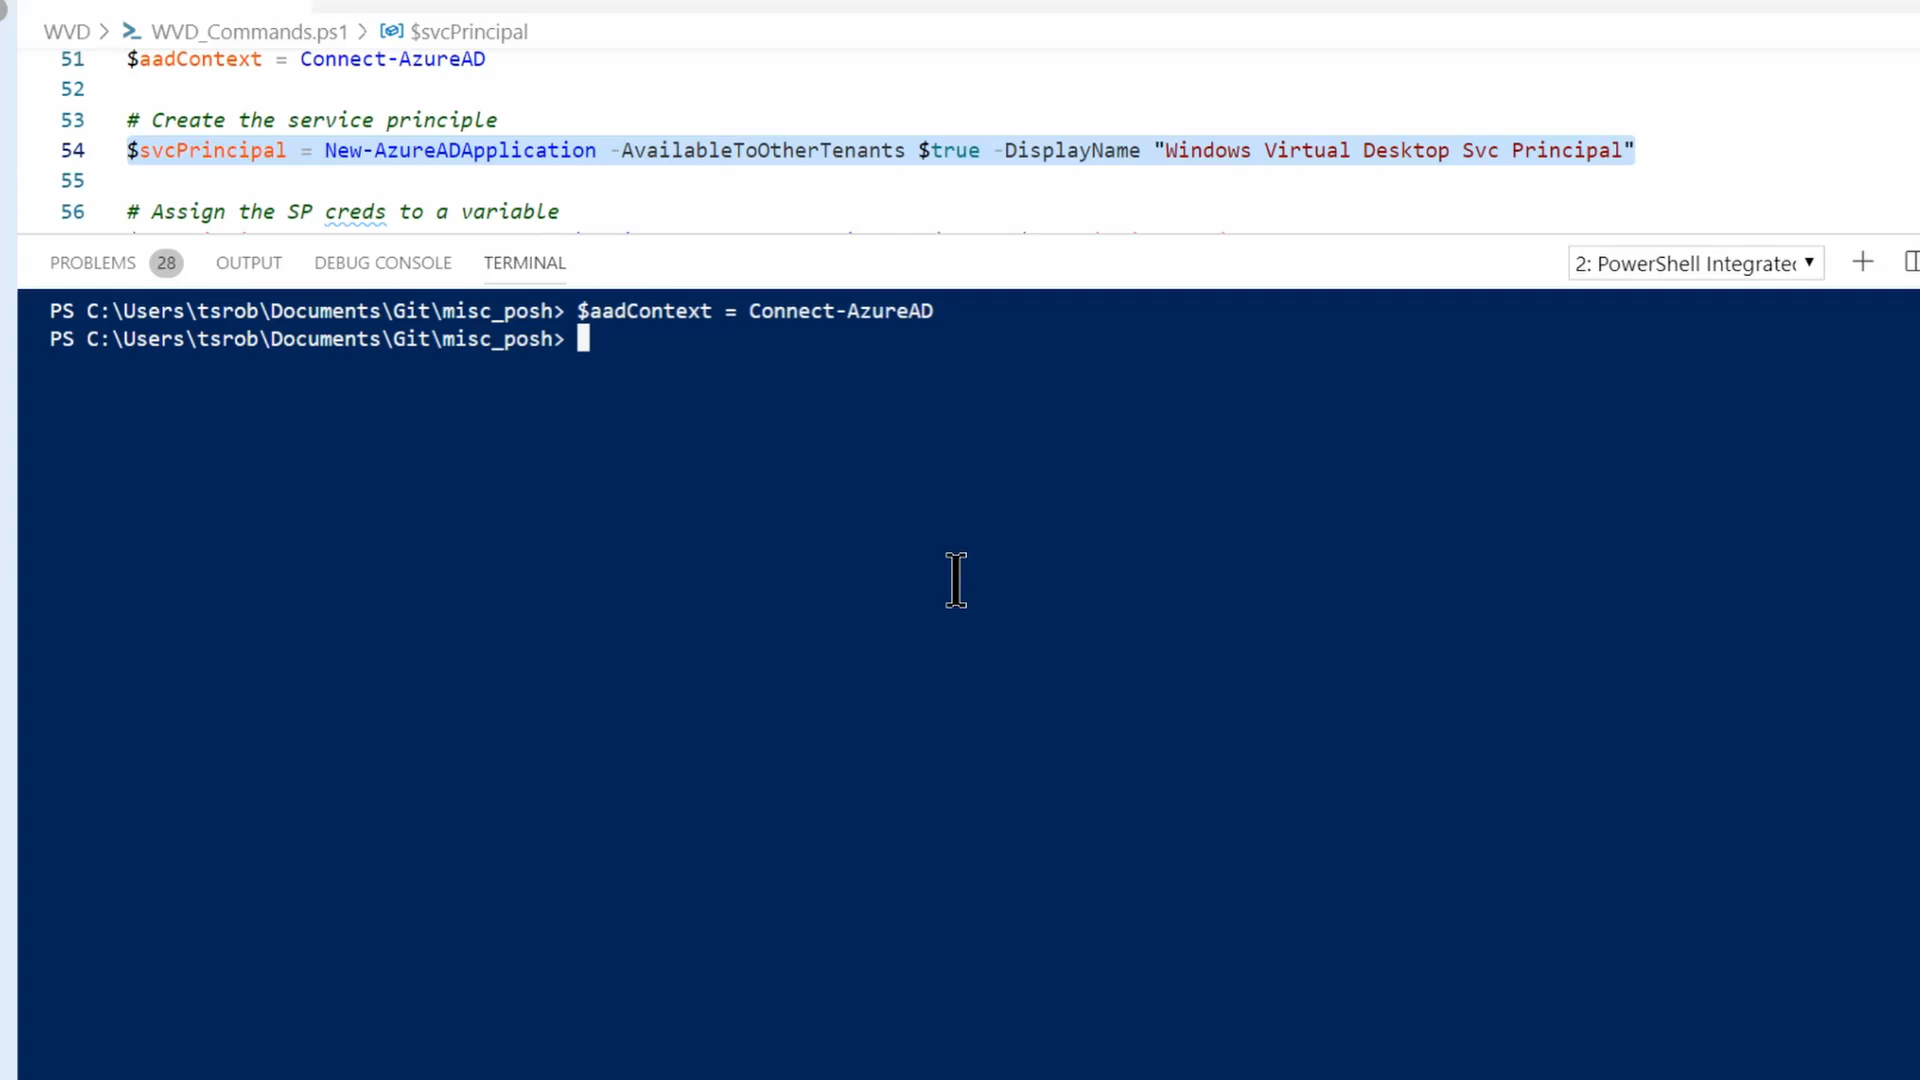 WVD > WVD_Commands.ps1 > $svcPrincipal
51 $aadContext = Connect-AzureAD
52
53 # Create the service principle
54 $svcPrincipal = New-AzureADApplication -AvailableToOtherTenants $true -DisplayName "Windows Virtual Desktop Svc Principal"
55
56 # Assign the SP creds to a variable
PROBLEMS 28 OUTPUT DEBUG CONSOLE TERMINAL 2: PowerShell Integrated
PS C:\Users\tsrob\Documents\Git\misc_posh> $aadContext = Connect-AzureAD
PS C:\Users\tsrob\Documents\Git\misc_posh>